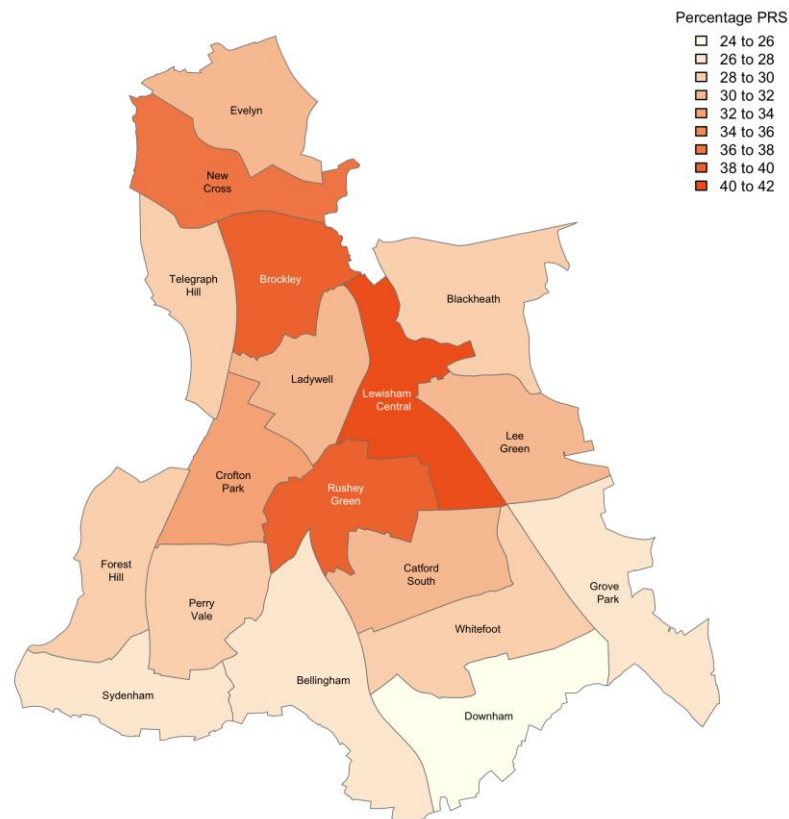 Percentage PRS
24 to 26
26 to 28
28 to 30
30 to 32
32 to 34
34 to 36
36 to 38
38 to 40
40 to 42
Evelyn
New
Cross
Telegraph
Hill
Brockley
Blackheath
Ladywell
Lewisham
Central
Lee
Green
Crofton
Park
Rushey
Green
Forest
Hill
Catford
South
Grove
Park
Perry
Vale
Whitefoot
Bellingham
Sydenham
Downham